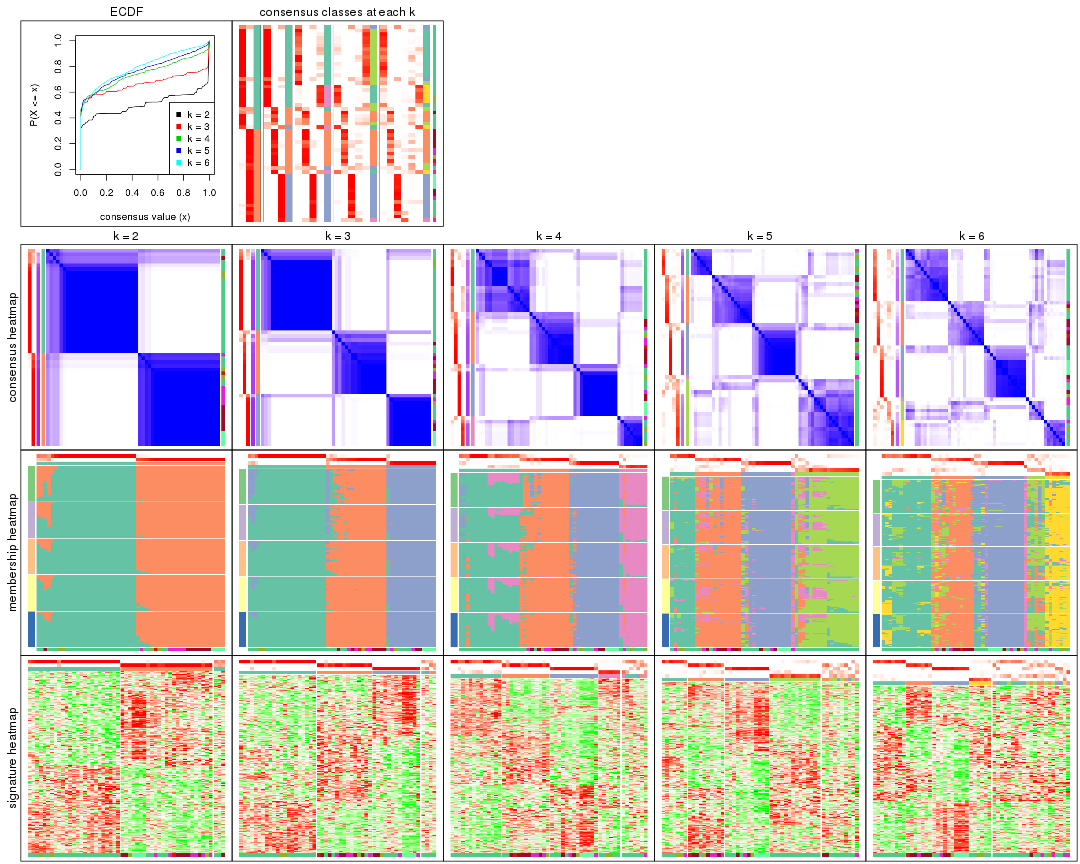 ECDF
consensus classes at each k
P(X <= x)
1.0
0.8
0.6
0.4
0.2
0.0
k = 2
k = 3
k = 4
k = 5
k = 6
0.0 0.2 0.4 0.6 0.8 1.0
consensus value (x)
k = 2
k = 3
k = 4
k = 5
k = 6
consensus heatmap
membership heatmap
signature heatmap